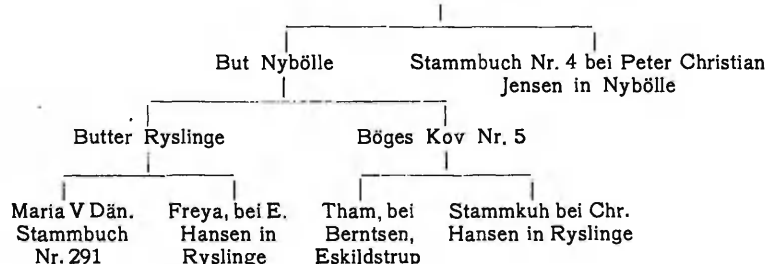 But Nybölle
Stammbuch Nr. 4 bei Peter Christian
Jensen in Nybölle
Butter Ryslinge
Böges Kov Nr. 5
Maria V Dän.
Stammbuch
Nr. 291
Freya, bei E.
Hansen in
Ryslinge
Tham, bei
Berntsen,
Eskildstrup
Stammkuh bei Chr.
Hansen in Ryslinge